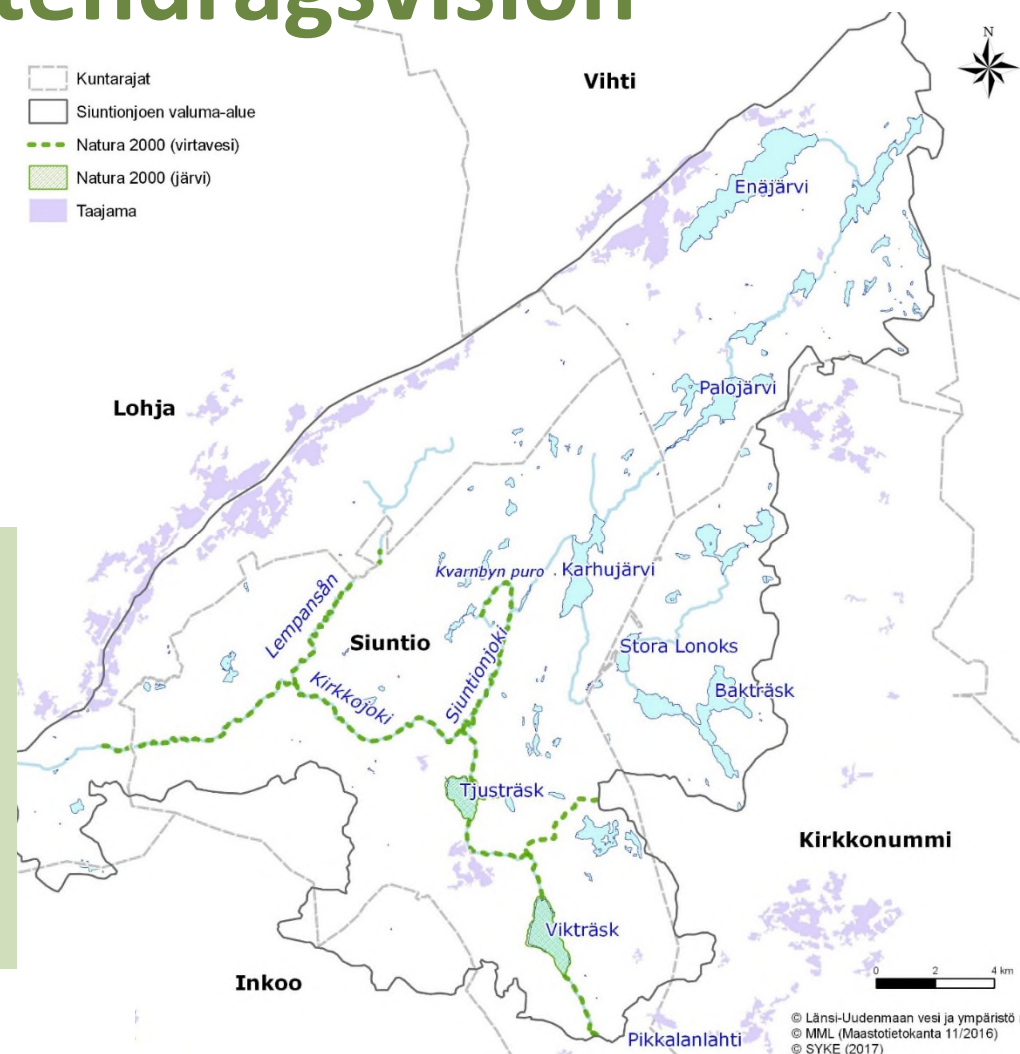 tendragsvision
N
Kuntarajat
Siuntionjoen valuma-alue
Natura 2000 (virtavesi)
Natura 2000 (järvi)
Taajama
Vihti
Enäjärvi
Palojärvi
Lohja
Kvarnbyn puro
Karhujärvi
Lempansån
Siuntio
Siuntionjoki
Stora Lonoks
Kirkkojoki
Bakträsk
Tjusträsk
Kirkkonummi
Vikträsk
Inkoo
0 2 4 km
Pikkalanlahti
© Länsi-Uudenmaan vesi ja ympäristö
© MML (Maastotietokanta 11/2016)
© SYKE (2017)